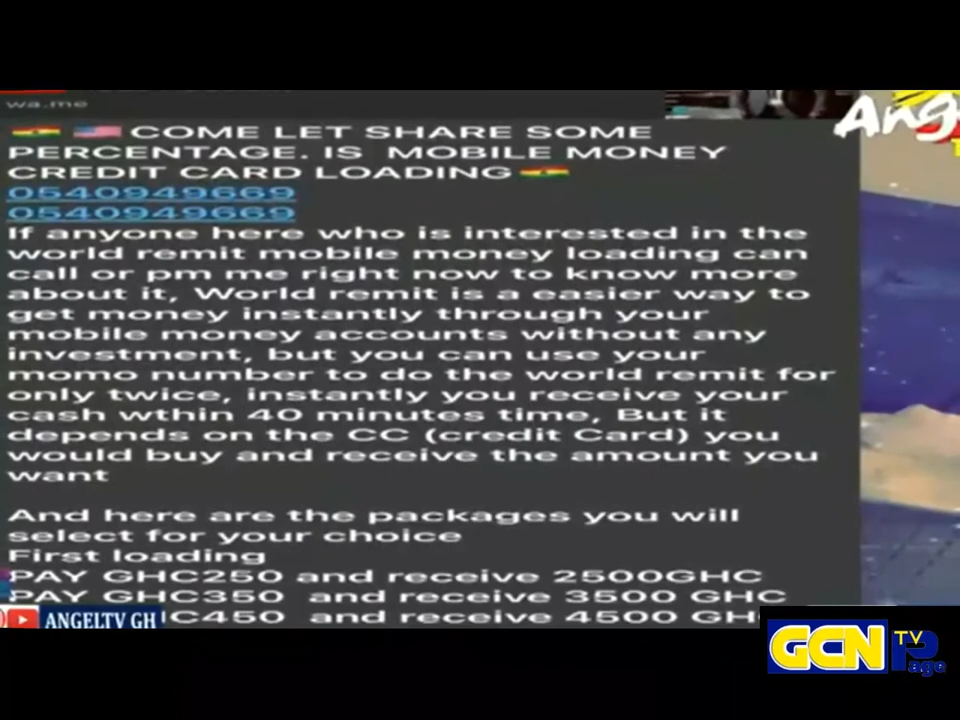 wa.me
COME LET SHARE SOME
PERCENTAGE. IS MOBILE MONEY
CREDIT CARD LOADING
0540949669
0540949669
If anyone here who is interested in the
world remit mobile money loading can
call or pm me right now to know more
about it, World remit is a easier way to
get money instantly through your
mobile money accounts without any
investment, but you can use your
momo number to do the world remit for
only twice, instantly you receive your
cash wthin 40 minutes time, But it
depends on the CC (credit Card) you
would buy and receive the amount you
want
And here are the packages you will
select for your choice
First loading
PAY GHC250 and receive 2500GHC
PAY GHC350 and receive 3500 GHC
C450 and receive 4500 GH
ANGELTV GH
Ang
GCN TV
Page